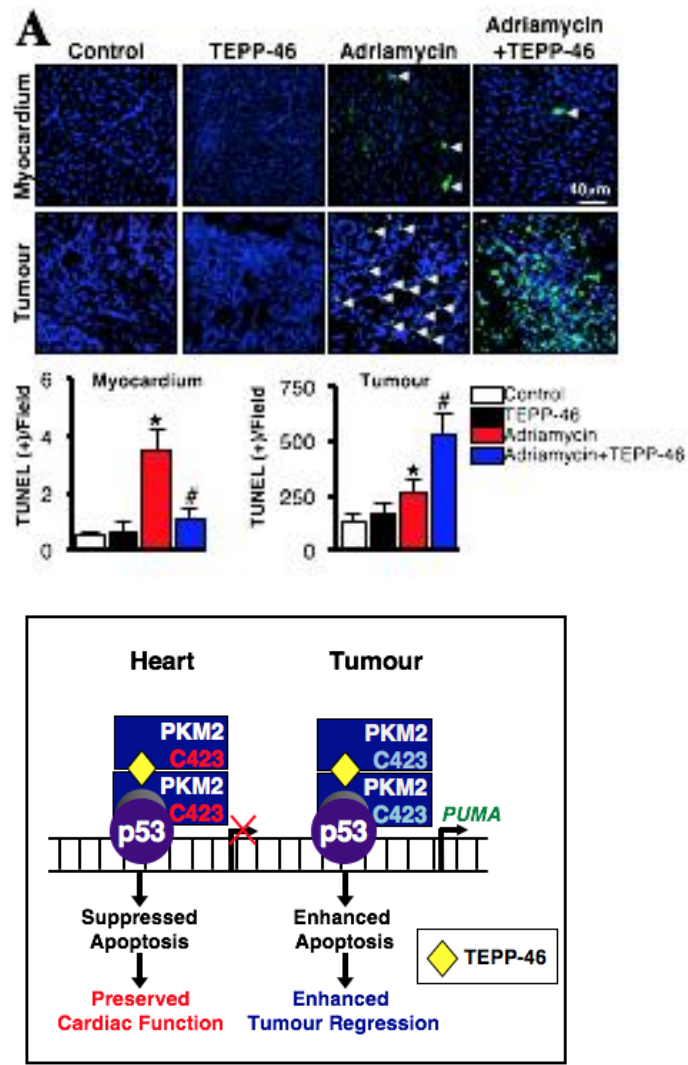 A
Control
TEPP-46
Adriamycin
Adriamycin
+TEPP-46
Myocardium
40μm
Tumour
TUNEL (+)/Field
6
4
2
0
Myocardium
*
#
TUNEL (+)/Field
750
500
250
0
Tumour
*
#
Control
TEPP-46
Adriamycin
Adriamycin+TEPP-46
Heart
Tumour
PKM2
C423
PKM2
C423
p53
PKM2
C423
PKM2
C423
p53
PUMA
Suppressed
Apoptosis
Enhanced
Apoptosis
TEPP-46
Preserved
Cardiac Function
Enhanced
Tumour Regression